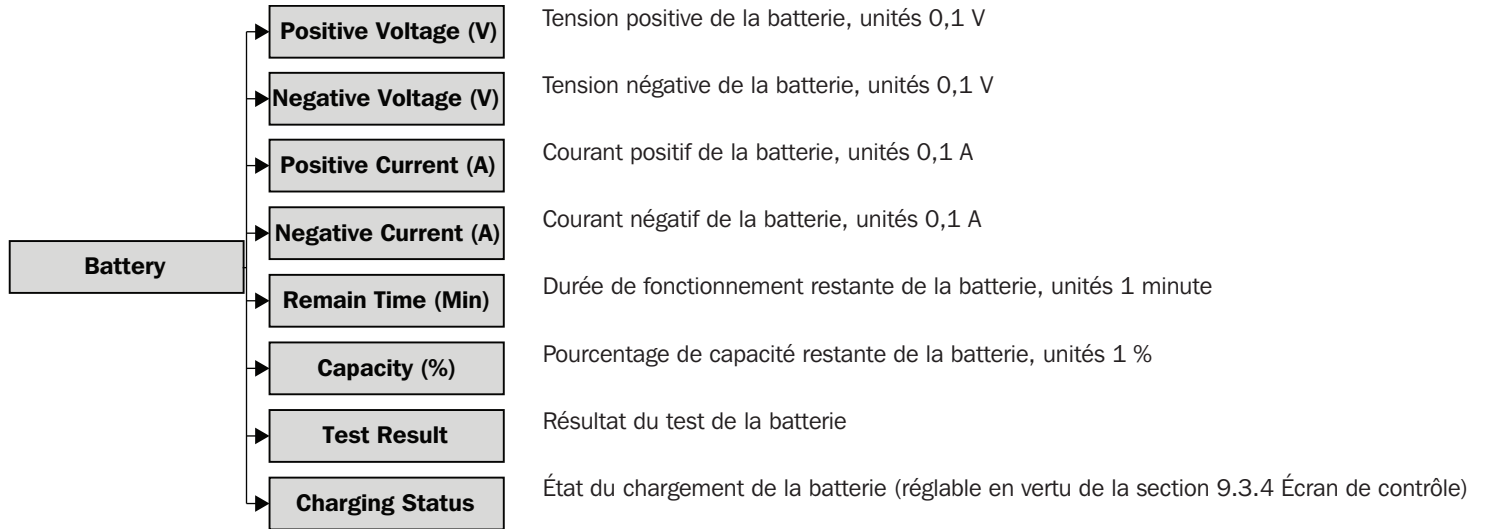 Positive Voltage (V) Tension positive de la batterie, unités 0,1 V
Negative Voltage (V) Tension négative de la batterie, unités 0,1 V
Positive Current (A) Courant positif de la batterie, unités 0,1 A
Negative Current (A) Courant négatif de la batterie, unités 0,1 A
Battery
Remain Time (Min) Durée de fonctionnement restante de la batterie, unités 1 minute
Capacity (%) Pourcentage de capacité restante de la batterie, unités 1 %
Test Result Résultat du test de la batterie
Charging Status État du chargement de la batterie (réglable en vertu de la section 9.3.4 Écran de contrôle)